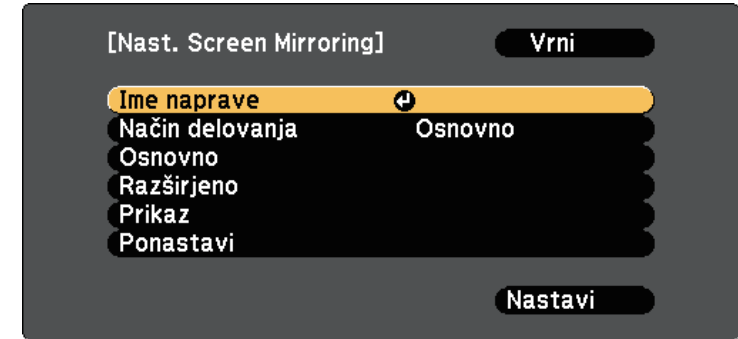 [Nast. Screen Mirroring] Vrni
Ime naprave
Način delovanja Osnovno
Osnovno
Razširjeno
Prikaz
Ponastavi
Nastavi